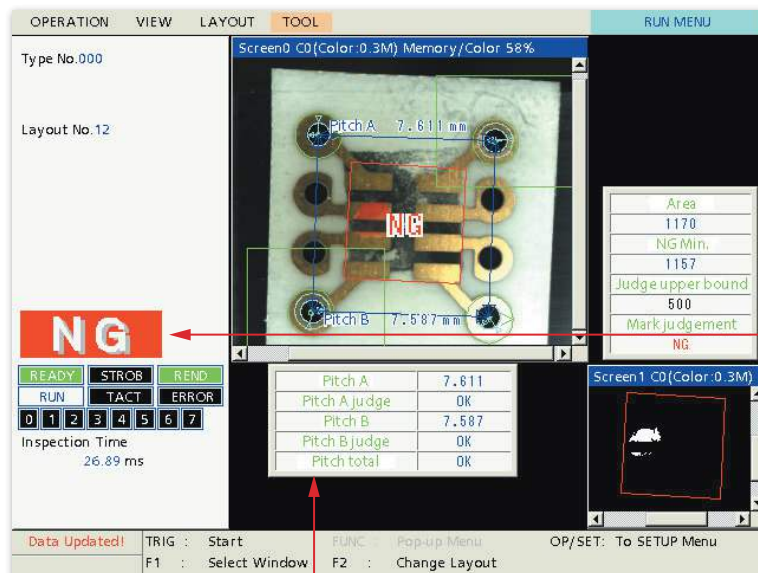 OPERATION VIEW LAYOUT TOOL RUN MENU
Type No.000
Layout No.12
Screen0 C0(Color:0.3M) Memory/Color 58%
Pitch A 7.611 mm
NG
Pitch B 7.587 mm
Area
1170
NG Min.
1157
Judge upper bound
500
Mark judgement
NG
NG
READY STROB REND
RUN TACT ERROR
0 1 2 3 4 5 6 7
Inspection Time
26.89 ms
Pitch A 7.611
Pitch A judge OK
Pitch B 7.587
Pitch B judge OK
Pitch total OK
Screen1 C0(Color:0.3M)
Data Updated! TRIG : Start FUNC : Pop-up Menu OP/SET: To SETUP Menu
F1 : Select Window F2 : Change Layout